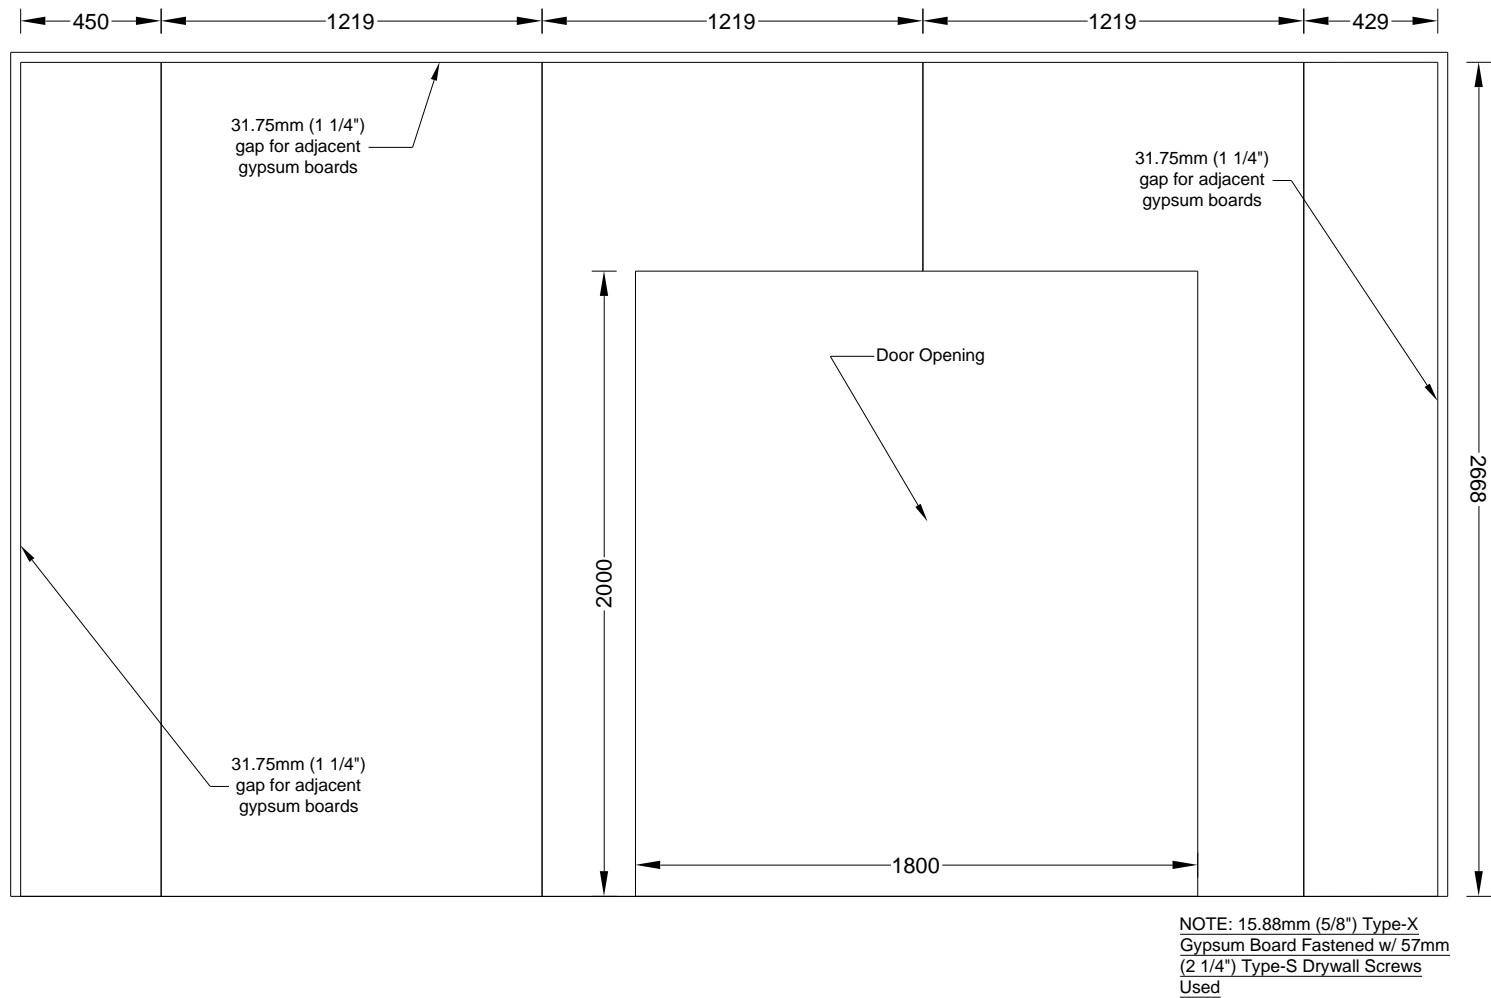 450
1219
1219
1219
429
31.75mm (1 1/4")
gap for adjacent
gypsum boards
31.75mm (1 1/4")
gap for adjacent
gypsum boards
Door Opening
2668
2000
31.75mm (1 1/4")
gap for adjacent
gypsum boards
1800
NOTE: 15.88mm (5/8") Type-X
Gypsum Board Fastened w/ 57mm
(2 1/4") Type-S Drywall Screws
Used